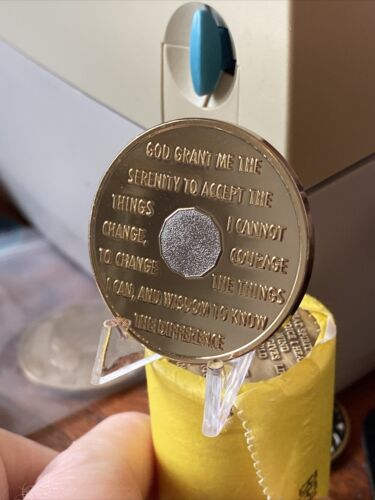 GOD GRANT ME THE
SERENITY TO ACCEPT THE
THINGS I CANNOT
CHANGE, COURAGE
TO CHANGE THE THINGS
I CAN, AND WISDOM TO KNOW
THE DIFFERENCE